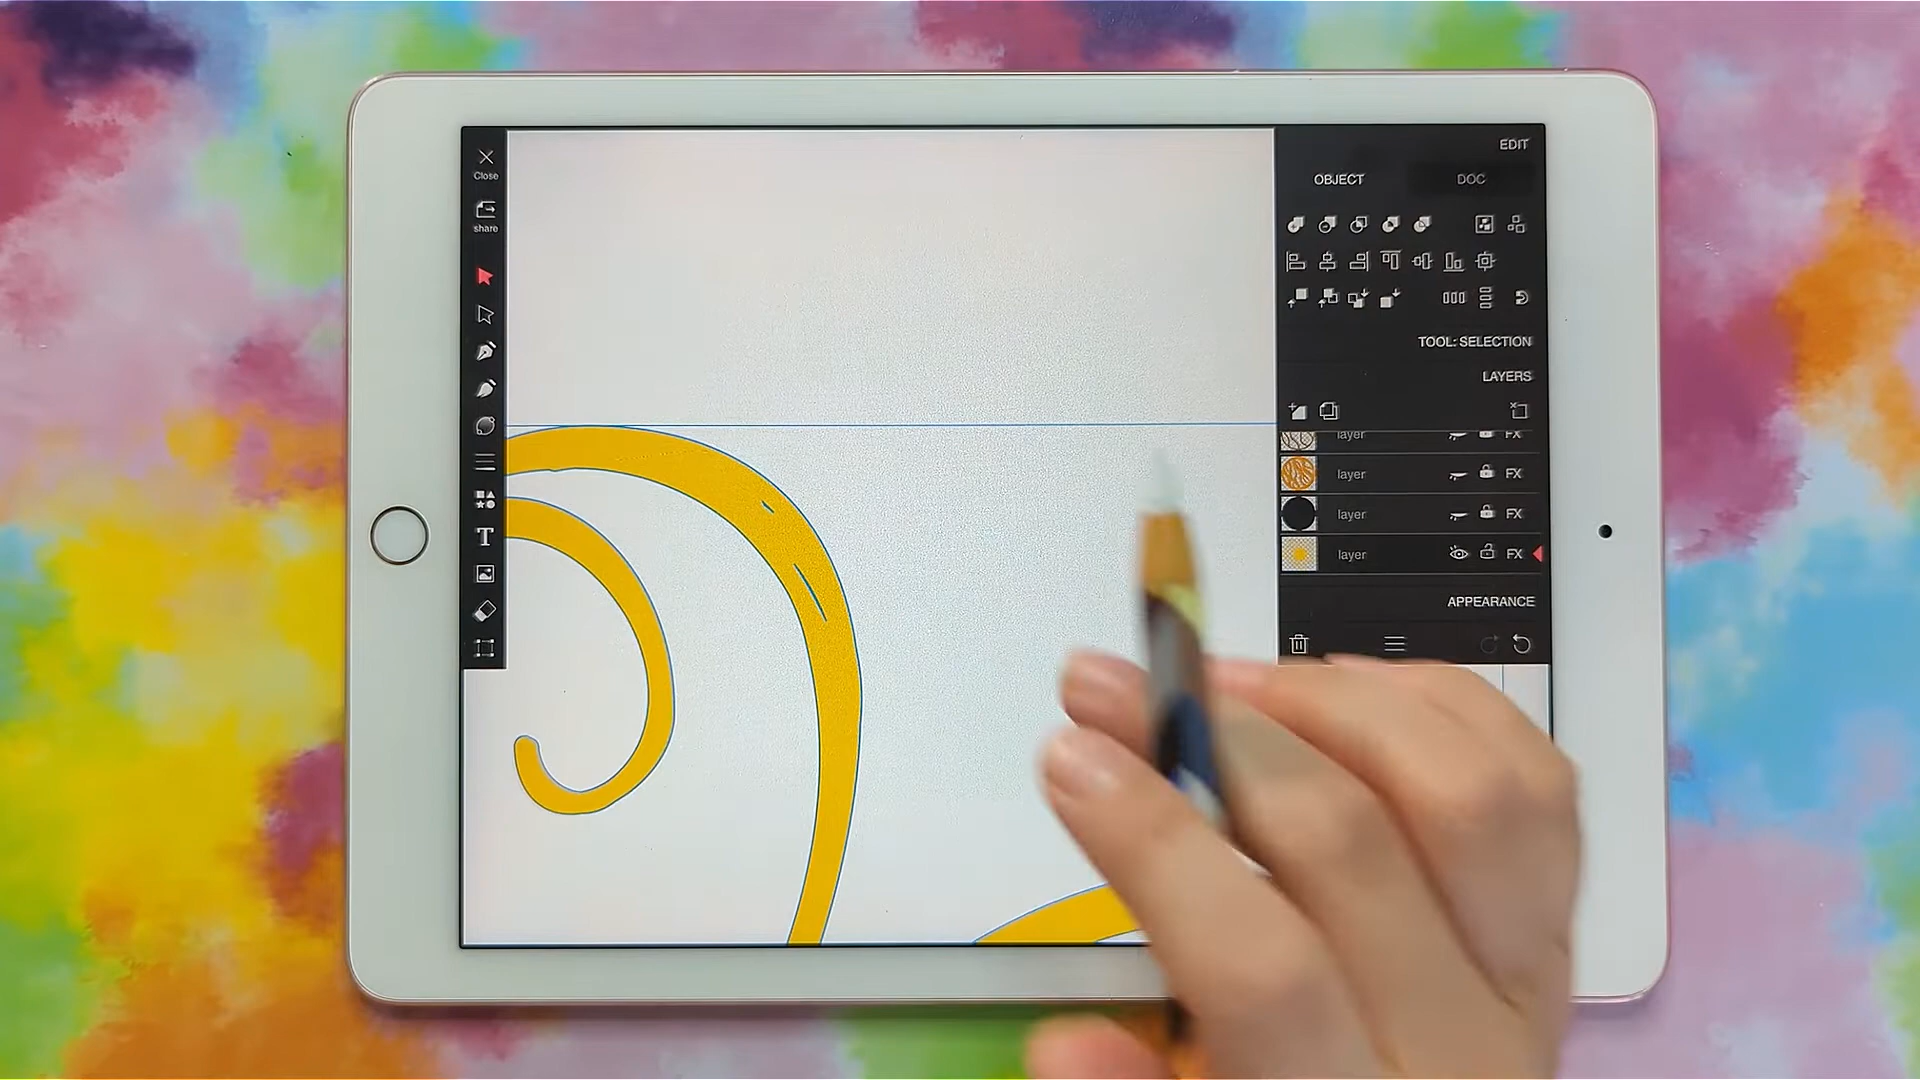 Close
share
T
EDIT
OBJECT DOC
TOOL: SELECTION
LAYERS
layer FX
layer FX
layer FX
layer FX
APPEARANCE